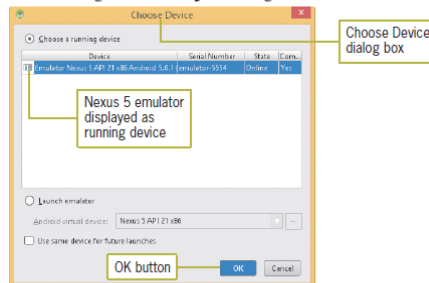 Choose Device
Choose a running device
Device Serial Number State Com...
Emulator Nexus 5 API 21 x86 Android 5.0.1 ( emulator-5554 Online Yes
Choose Device
dialog box
Nexus 5 emulator
displayed as
running device
Launch emulator
Android virtual device: Nexus 5 API 21 x86 ...
Use same device for future launches
OK button
OK Cancel